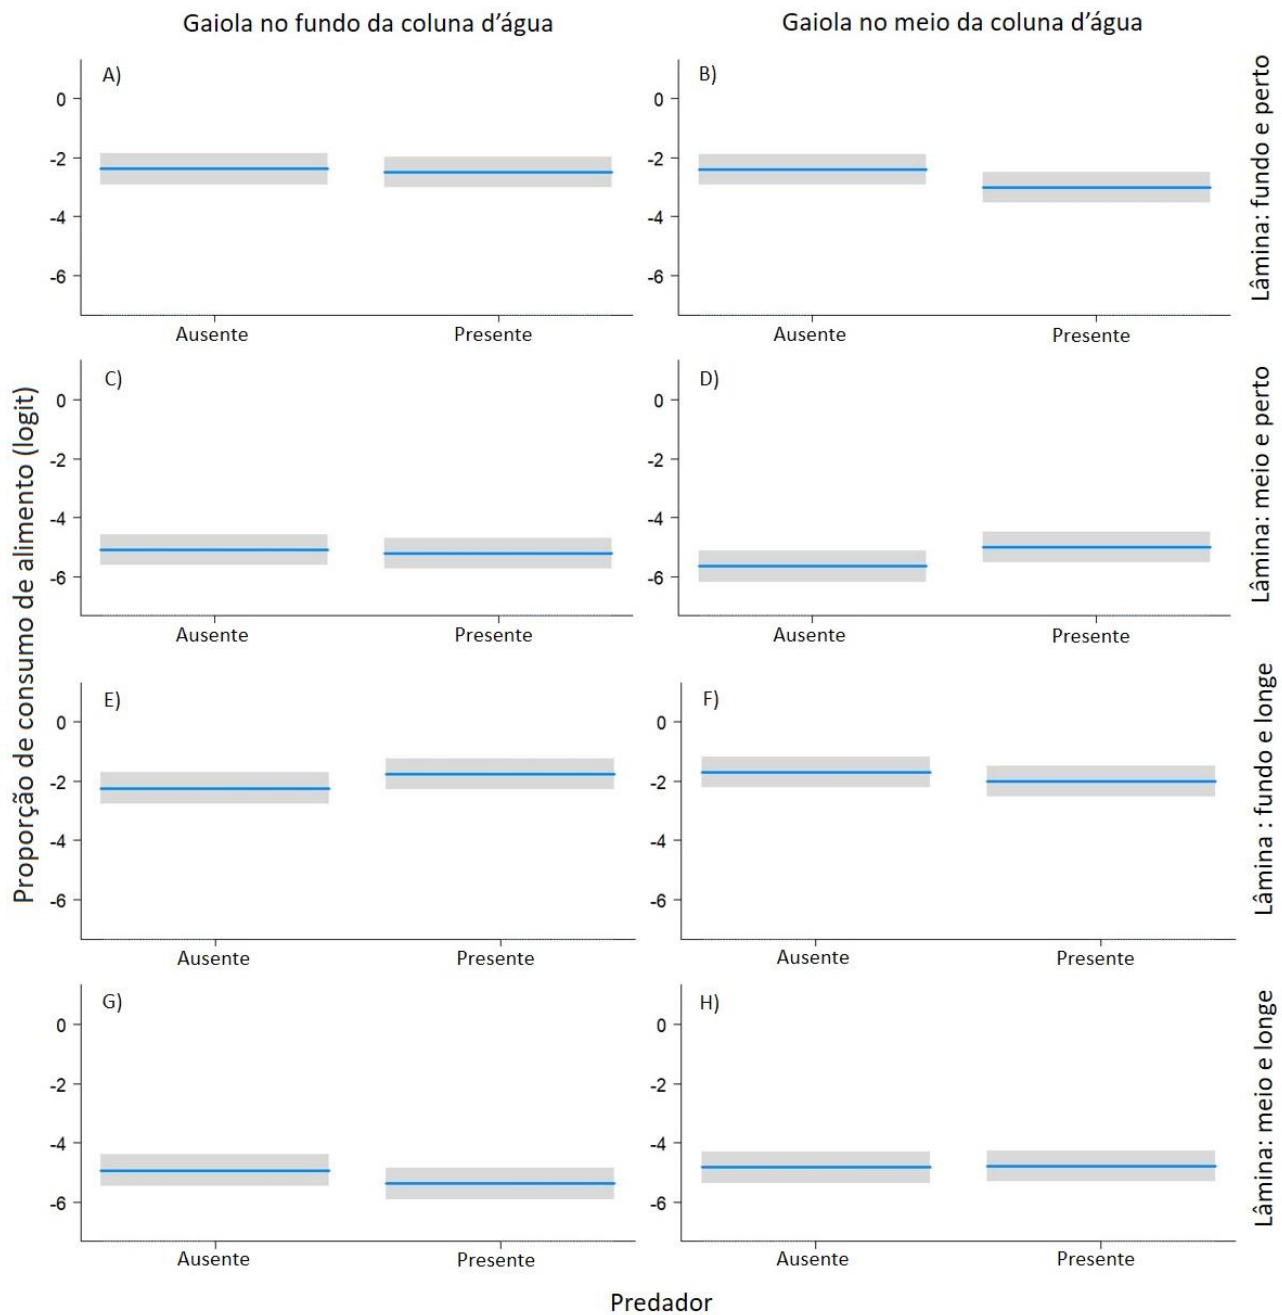 Gaiola no fundo da coluna d’água
Gaiola no meio da coluna d’água
A)
0
-2
-4
-6
Ausente
Presente
B)
0
-2
-4
-6
Ausente
Presente
Lâmina: fundo e perto
C)
0
-2
-4
-6
Ausente
Presente
D)
0
-2
-4
-6
Ausente
Presente
Lâmina: meio e perto
Proporção de consumo de alimento (logit)
E)
0
-2
-4
-6
Ausente
Presente
F)
0
-2
-4
-6
Ausente
Presente
Lâmina : fundo e longe
G)
0
-2
-4
-6
Ausente
Presente
H)
0
-2
-4
-6
Ausente
Presente
Lâmina: meio e longe
Predador